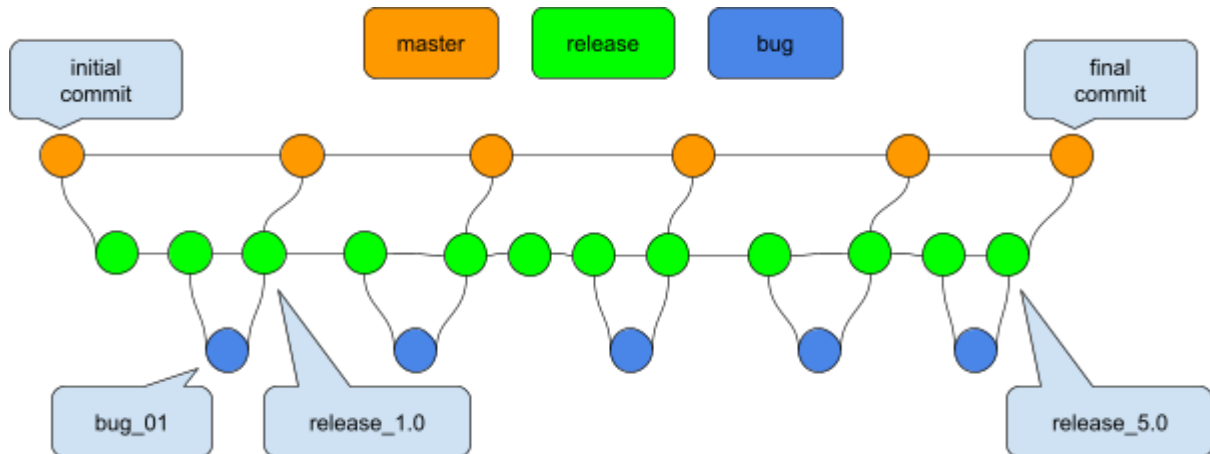 master
release
bug
initial
commit
final
commit
bug_01
release_1.0
release_5.0